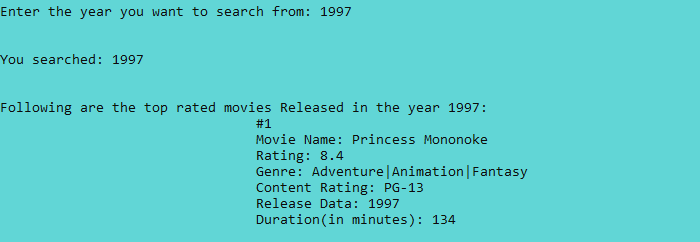 Enter the year you want to search from: 1997
You searched: 1997
Following are the top rated movies Released in the year 1997:
#1
Movie Name: Princess Mononoke
Rating: 8.4
Genre: Adventure|Animation|Fantasy
Content Rating: PG-13
Release Data: 1997
Duration(in minutes): 134